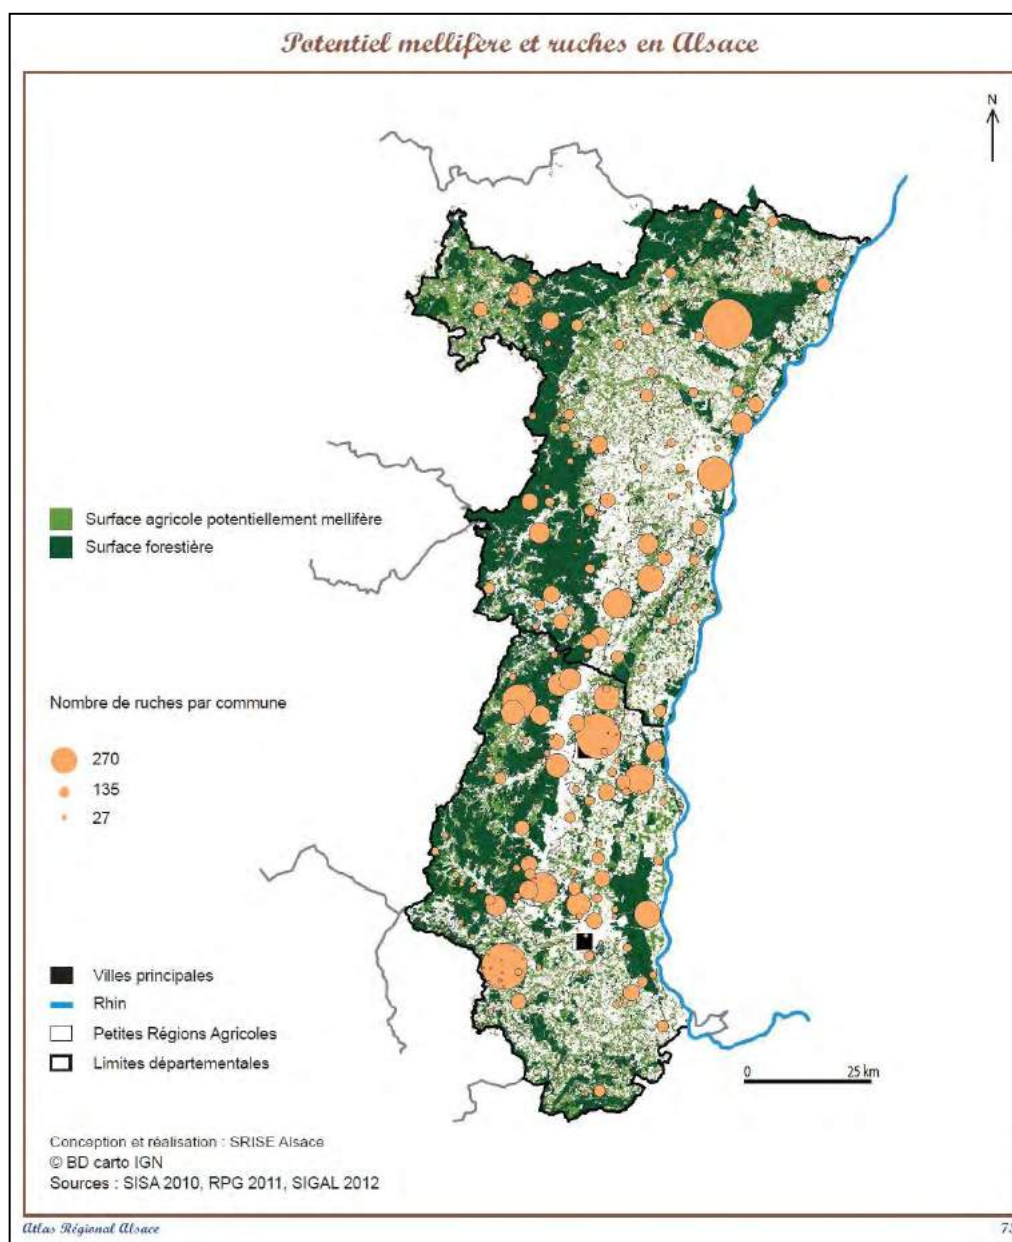 Potentiel mellifère et ruches en Alsace
N
Surface agricole potentiellement mellifère
Surface forestière
Nombre de ruches par commune
270
135
27
Villes principales
Rhin
Petites Régions Agricoles
Limites départementales
0 25 km
Conception et réalisation : SRISE Alsace
© BD carto IGN
Sources : SISA 2010, RPG 2011, SIGAL 2012
Atlas Régional Alsace